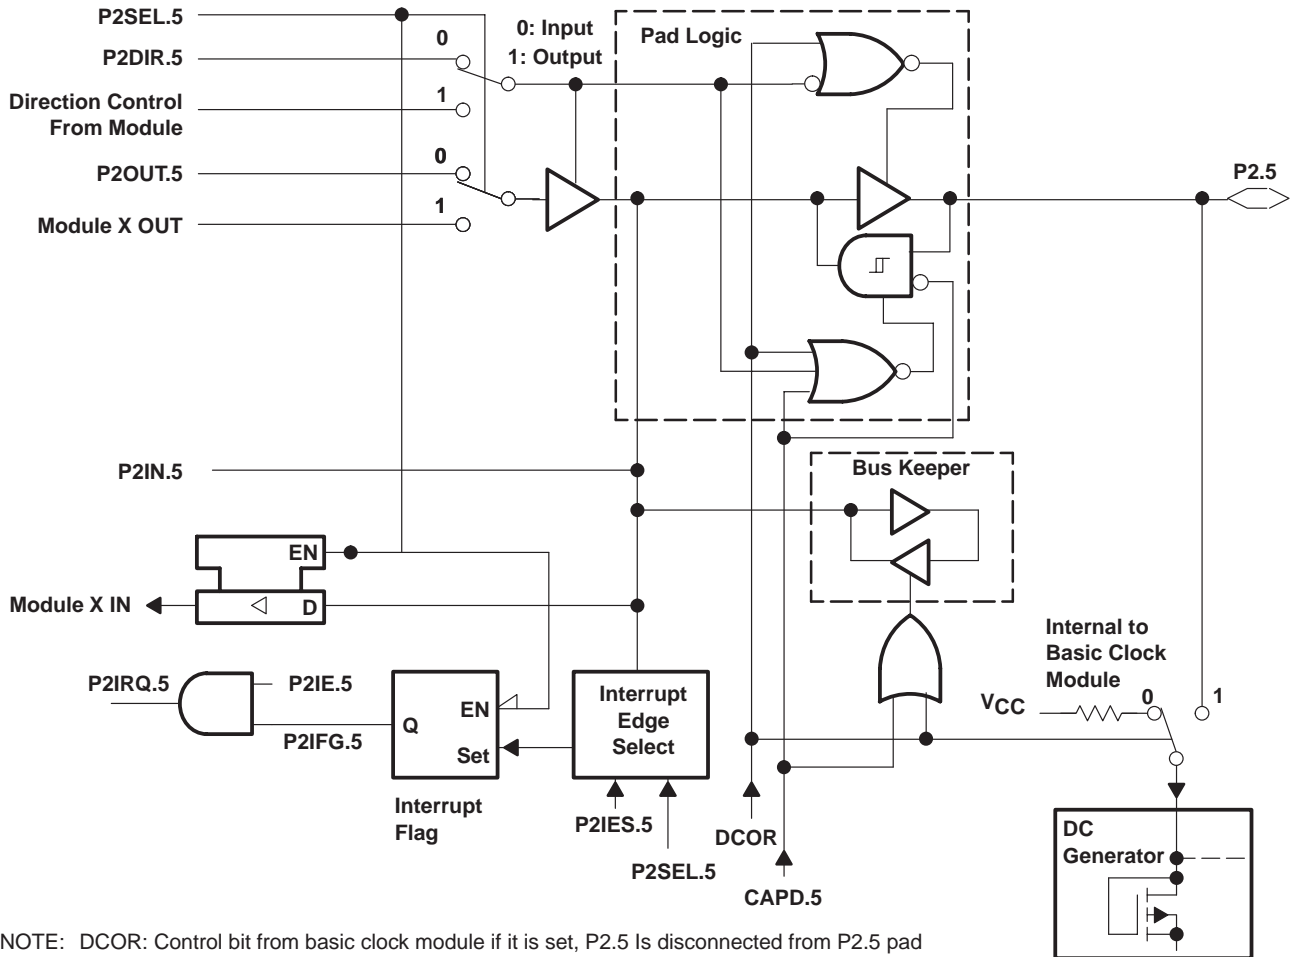 P2SEL.5
0
0: Input
1: Output
Pad Logic
P2DIR.5
Direction Control
From Module
1
P2OUT.5
0
P2.5
Module X OUT
1
P2IN.5
Bus Keeper
EN
Module X IN
D
Internal to
Basic Clock
Module
P2IRQ.5
P2IE.5
P2IFG.5
Q
EN
Set
Interrupt
Edge
Select
VCC
0
1
Interrupt
Flag
P2IES.5
P2SEL.5
DCOR
CAPD.5
DC
Generator
NOTE: DCOR: Control bit from basic clock module if it is set, P2.5 Is disconnected from P2.5 pad